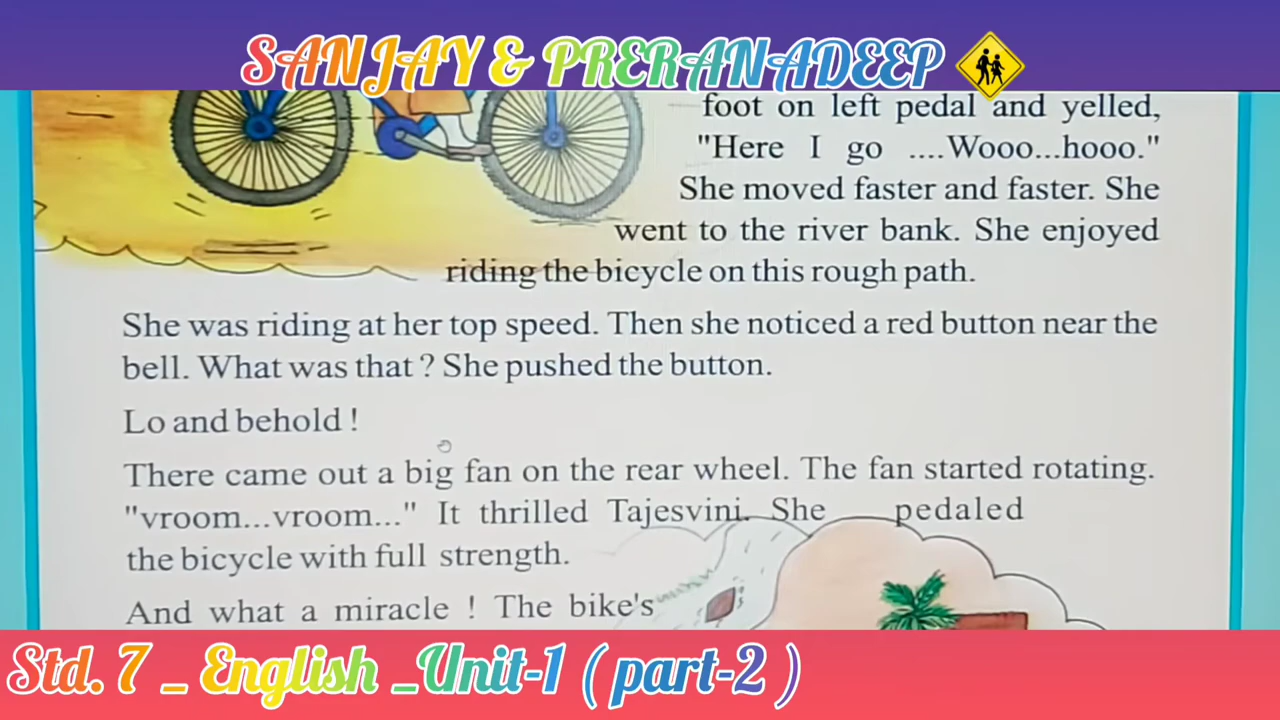 SANJAY & PRERANADEEP
foot on left pedal and yelled,
"Here I go ....Wooo...hooo."
She moved faster and faster. She
went to the river bank. She enjoyed
riding the bicycle on this rough path.
She was riding at her top speed. Then she noticed a red button near the
bell. What was that ? She pushed the button.
Lo and behold !
There came out a big fan on the rear wheel. The fan started rotating.
"vroom...vroom..." It thrilled Tajesvini. She pedaled
the bicycle with full strength.
And what a miracle ! The bike's
Std. 7 _ English _Unit-1 ( part-2 )